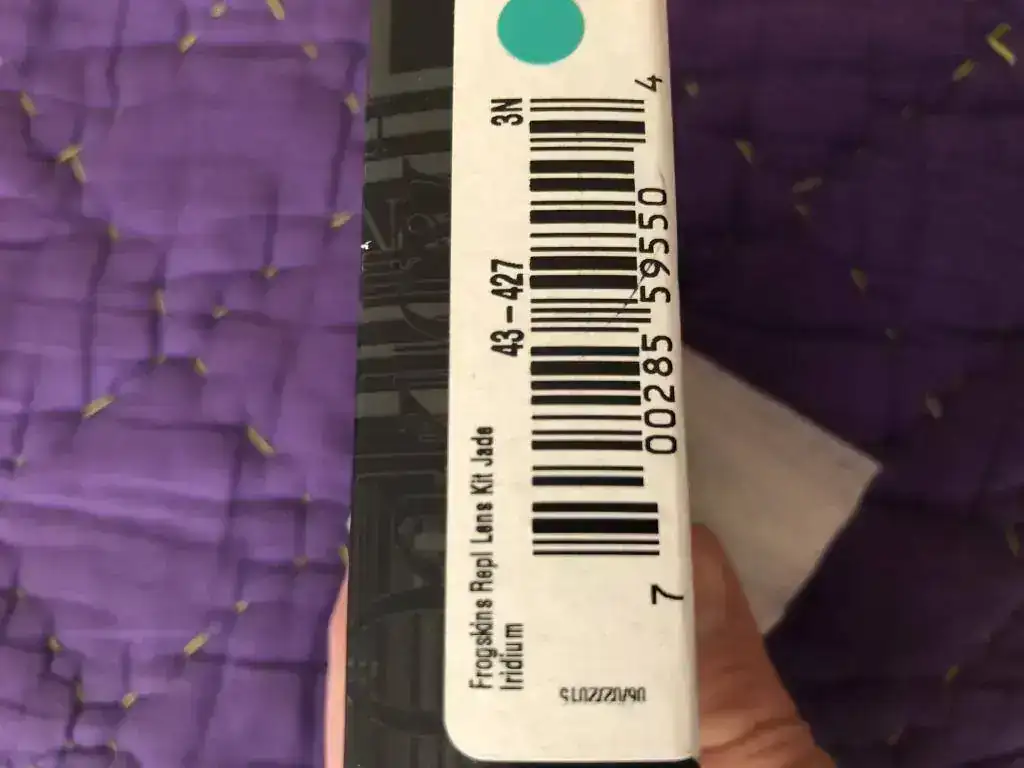 Frogskins Repl Lens Kit Jade
Iridium
43-427
3N
7 00285 59550 4
06/02/2015